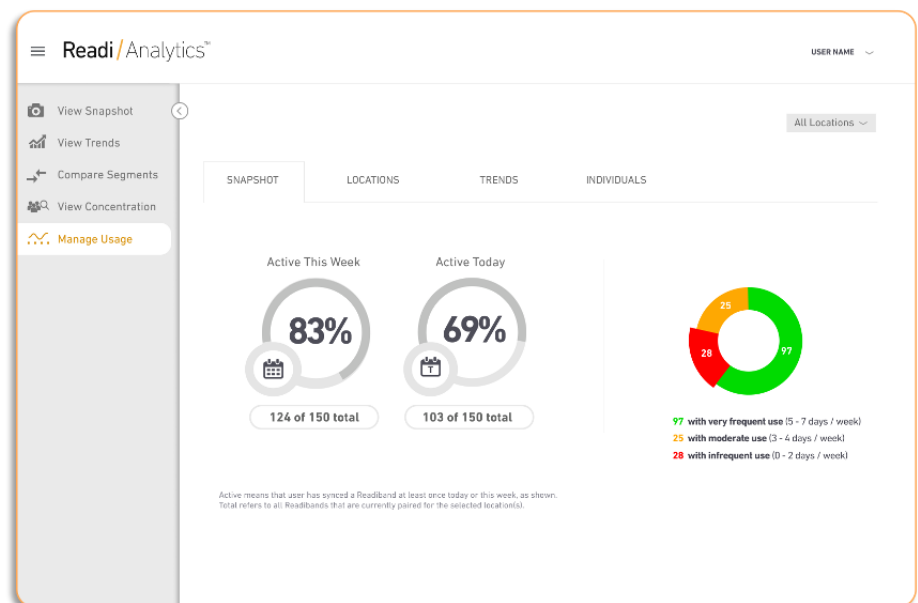 Readi/Analytics™
USER NAME
View Snapshot
View Trends
Compare Segments
View Concentration
Manage Usage
All Locations
SNAPSHOT LOCATIONS TRENDS INDIVIDUALS
Active This Week
83%
124 of 150 total
Active Today
69%
T
103 of 150 total
25
28
97
97 with very frequent use (5 - 7 days / week)
25 with moderate use (3 - 4 days / week)
28 with infrequent use (0 - 2 days / week)
Active means that user has synced a Readiband at least once today or this week, as shown.
Total refers to all Readibands that are currently paired for the selected location(s).